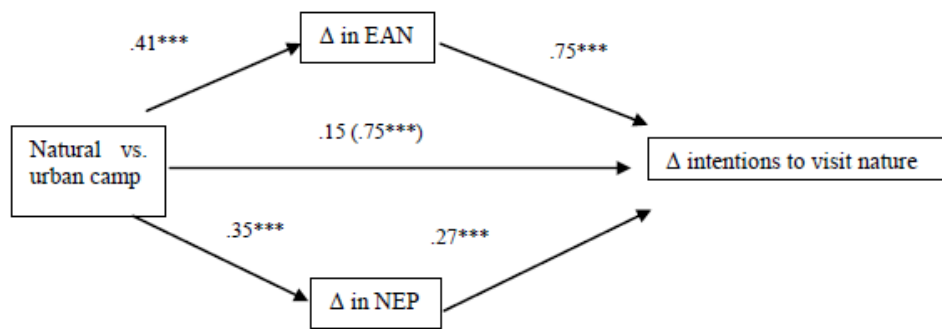 Δ in EAN
.41***
.75***
.15 (.75***)
Natural vs.
urban camp
Δ intentions to visit nature
.35***
.27***
Δ in NEP